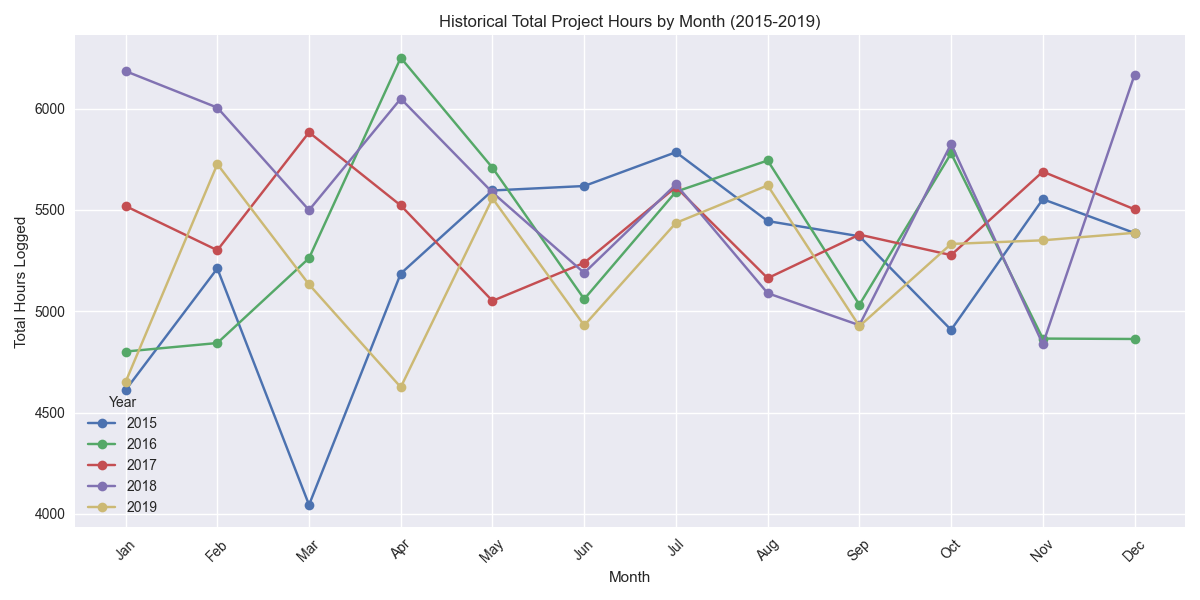 Historical Total Project Hours by Month (2015-2019)
Total Hours Logged
6000
5500
5000
4500
4000
Year
2015
2016
2017
2018
2019
Jan
Feb
Mar
Apr
May
Jun
Jul
Aug
Sep
Oct
Nov
Dec
Month